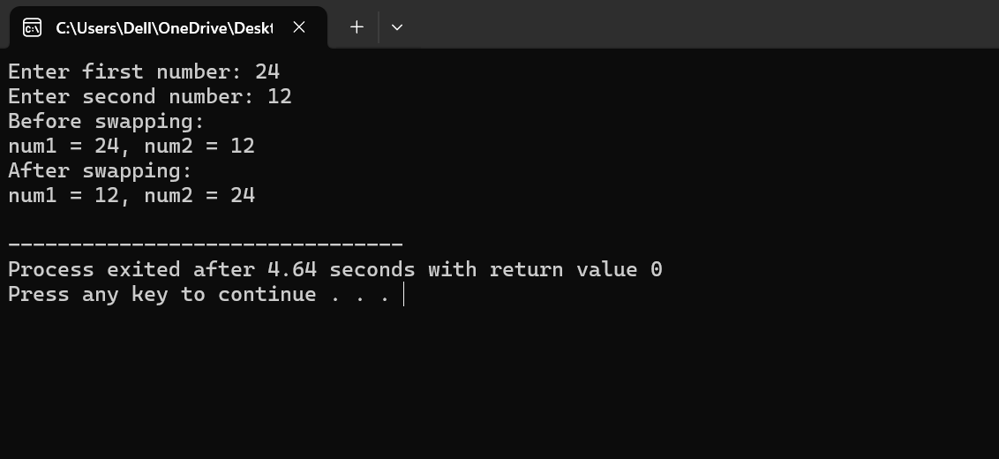 C:\Users\Dell\OneDrive\Deskt
Enter first number: 24
Enter second number: 12
Before swapping:
num1 = 24, num2 = 12
After swapping:
num1 = 12, num2 = 24
--------------------------------
Process exited after 4.64 seconds with return value 0
Press any key to continue . . .